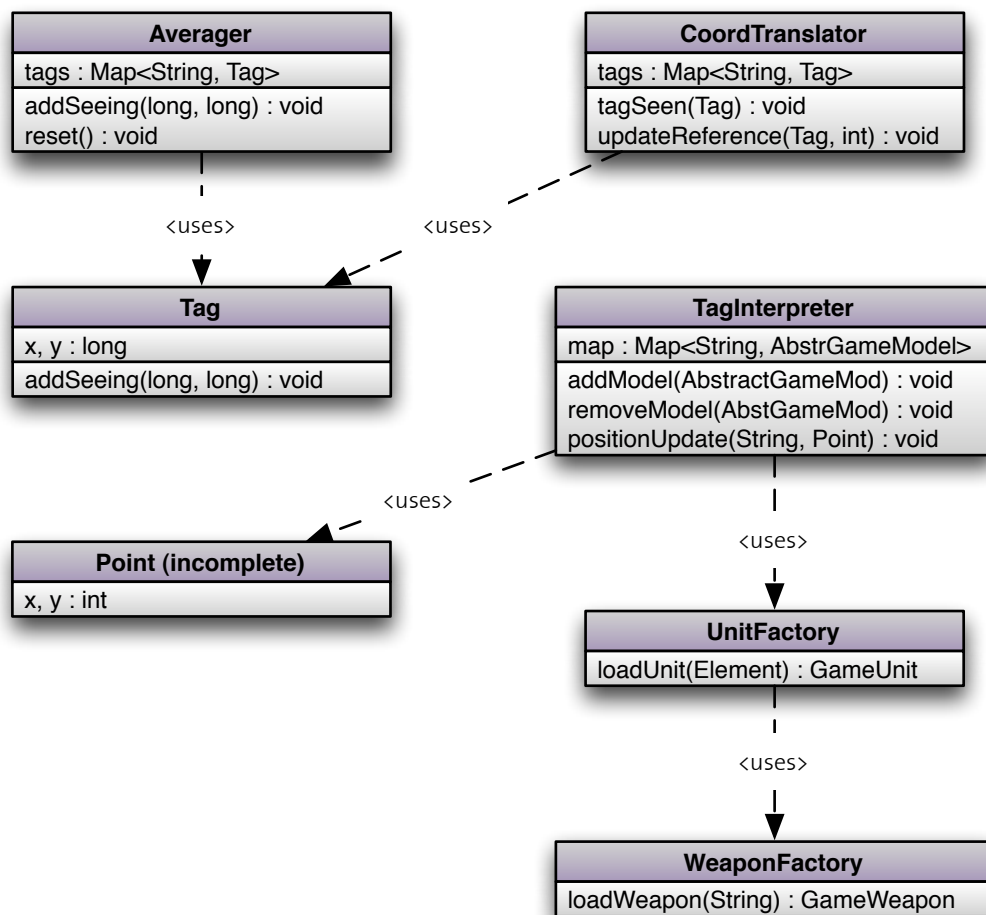 Averager
tags : Map<String, Tag>
addSeeing(long, long) : void
reset() : void
CoordTranslator
tags : Map<String, Tag>
tagSeen(Tag) : void
updateReference(Tag, int) : void
<uses>
<uses>
Tag
x, y : long
addSeeing(long, long) : void
TagInterpreter
map : Map<String, AbstrGameModel>
addModel(AbstractGameMod) : void
removeModel(AbstGameMod) : void
positionUpdate(String, Point) : void
<uses>
<uses>
Point (incomplete)
x, y : int
UnitFactory
loadUnit(Element) : GameUnit
<uses>
WeaponFactory
loadWeapon(String) : GameWeapon